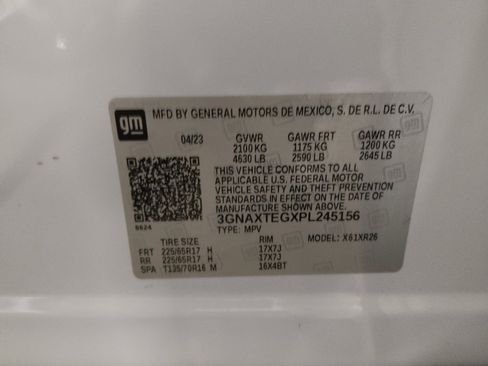 gm
MFD BY GENERAL MOTORS DE MEXICO, S. DE R.L. DE C.V.
04/23 GVWR GAWR FRT GAWR RR
2100 KG 1175 KG 1200 KG
4630 LB 2590 LB 2645 LB
THIS VEHICLE CONFORMS TO ALL
APPLICABLE U.S. FEDERAL MOTOR
VEHICLE SAFETY AND THEFT PREVENTION
STANDARDS IN EFFECT ON THE DATE OF
MANUFACTURE SHOWN ABOVE.
3GNAXTEGXPL245156
6624 TYPE: MPV
TIRE SIZE RIM MODEL: X61XR26
FRT 225/65R17 H 17X7J
RR 225/65R17 H 17X7J
SPA T135/70R16 M 16X4BT